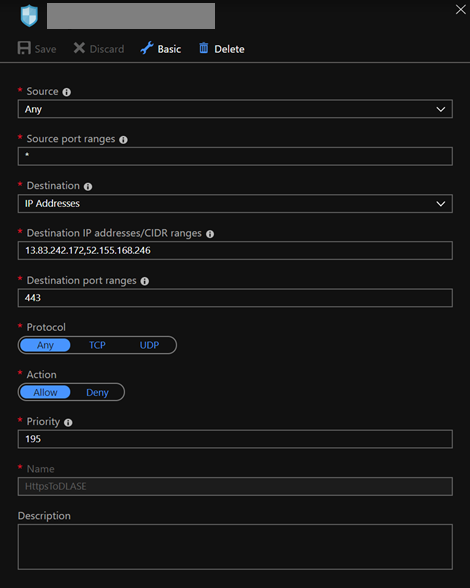 Save Discard Basic Delete
* Source
Any
* Source port ranges
*
* Destination
IP Addresses
* Destination IP addresses/CIDR ranges
13.83.242.172,52.155.168.246
* Destination port ranges
443
* Protocol
Any TCP UDP
* Action
Allow Deny
* Priority
195
* Name
HttpsToDLASE
Description